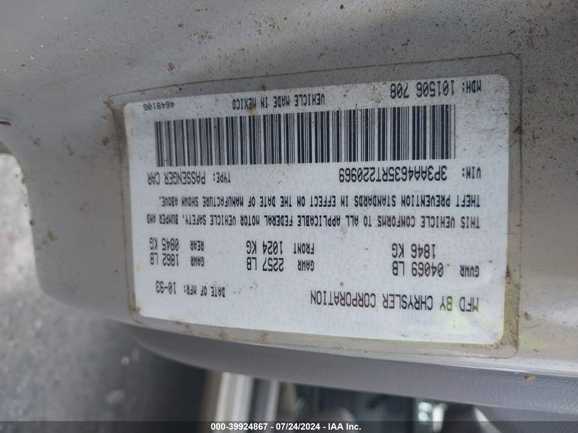 MFD BY CHRYSLER CORPORATION DATE OF MFR: 10-93
GVWR 04069 LB GAWR 2257 LB GAWR 1862 LB
1846 KG FRONT 1024 KG REAR 0845 KG
THIS VEHICLE CONFORMS TO ALL APPLICABLE FEDERAL MOTOR VEHICLE SAFETY, BUMPER AND
THEFT PREVENTION STANDARDS IN EFFECT ON THE DATE OF MANUFACTURE SHOWN ABOVE.
VIN: 3P3AA4635RT220969 TYPE: PASSENGER CAR
MDH: 101506 708 VEHICLE MADE IN MEXICO 4648106
000-39924867 - 07/24/2024 - IAA Inc.